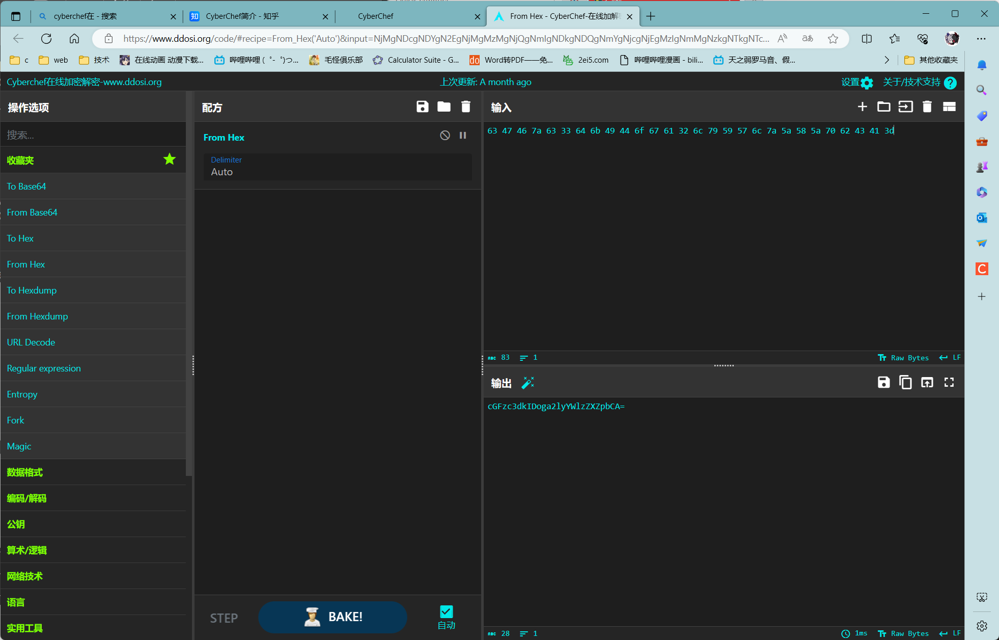 cyberchef在 - 搜索
知 CyberChef简介 - 知乎
CyberChef
From Hex - CyberChef-在线加解
https://www.ddosi.org/code/#recipe=From_Hex('Auto')&input=NjMgNDcgNDYgN2EgNjMgMzMgNjQgNmIgNDkgNDQgNmYgNjcgNjEgMzIgNmMgNzkgNTkgNTc...
c web 技术 在线动画 动漫下载... 哔哩哔哩 (゜-゜)つ... 毛怪俱乐部 Calculator Suite - G... do Word转PDF——免... 2ei5.com 哔哩哔哩漫画 - bili... 天之弱罗马音、假... 其他收藏夹
Cyberchef在线加密解密-www.ddosi.org
上次更新: A month ago
设置 关于/技术支持
操作选项
搜索...
收藏夹
To Base64
From Base64
To Hex
From Hex
To Hexdump
From Hexdump
URL Decode
Regular expression
Entropy
Fork
Magic
数据格式
编码/解码
公钥
算术/逻辑
网络技术
语言
实用工具
配方
From Hex
Delimiter
Auto
STEP
BAKE!
自动
输入
63 47 46 7a 63 33 64 6b 49 44 6f 67 61 32 6c 79 59 57 6c 7a 5a 58 5a 70 62 43 41 3d
ABC 83 1 Raw Bytes LF
输出
cGFzc3dkIDoga2lyYWlzZXZpbCA=
ABC 28 1 1ms Raw Bytes LF